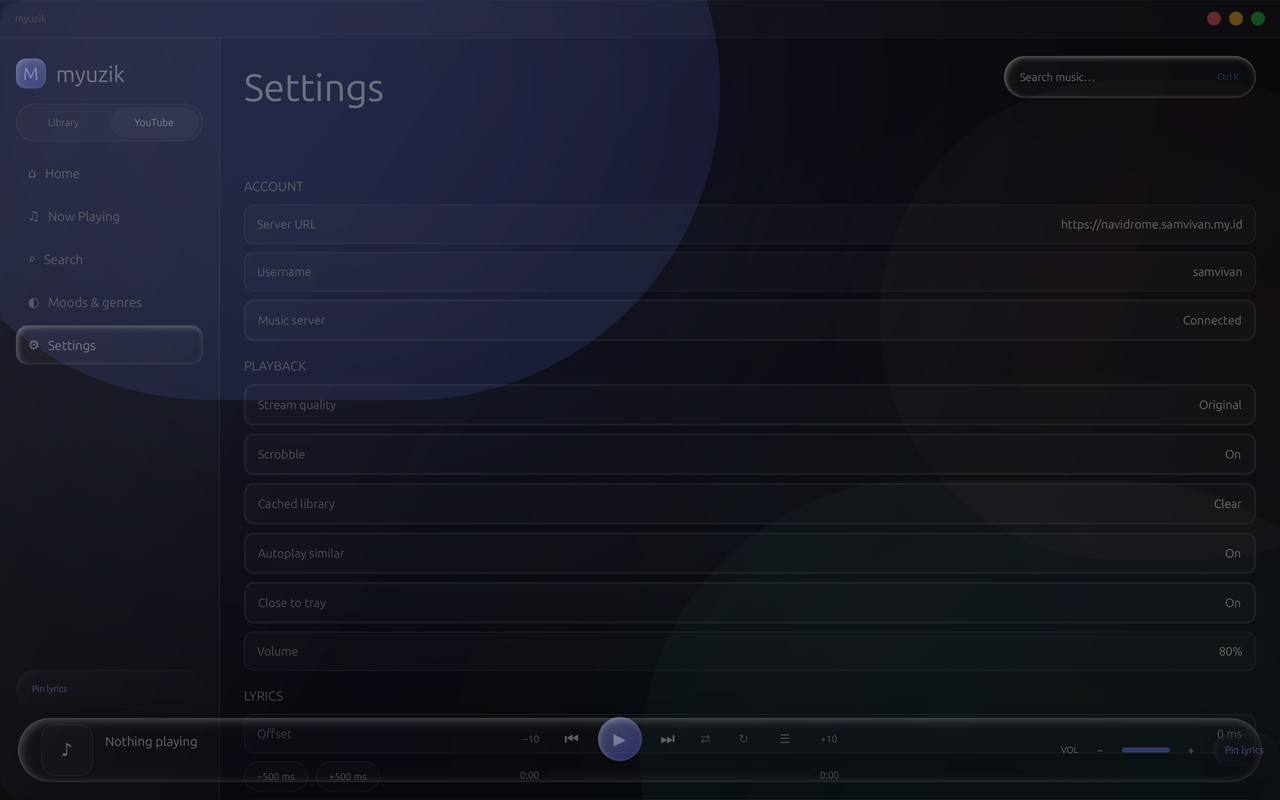 myuzik
M myuzik
Library YouTube
Home
Now Playing
Search
Moods & genres
Settings
Pin lyrics
Settings
Search music… Ctrl K
ACCOUNT
Server URL https://navidrome.samvivan.my.id
Username samvivan
Music server Connected
PLAYBACK
Stream quality Original
Scrobble On
Cached library Clear
Autoplay similar On
Close to tray On
Volume 80%
LYRICS
Offset 0 ms
−500 ms +500 ms
Nothing playing
−10 +10
0:00 0:00
VOL − + Pin lyrics